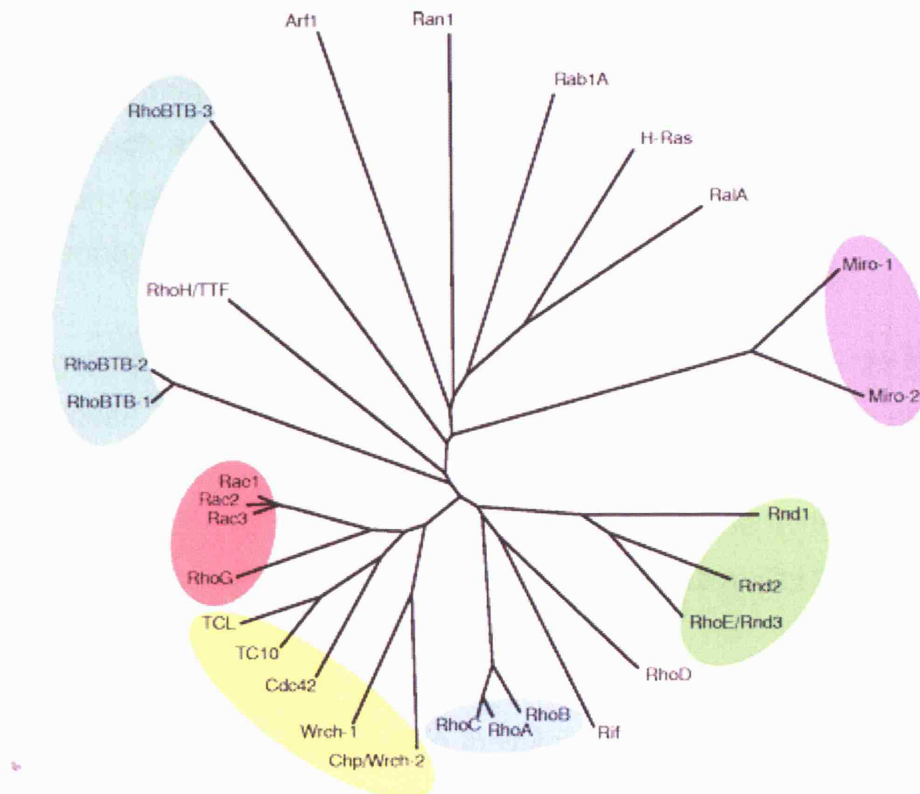 Arf1
Ran1
Rab1A
RhoBTB-3
H-Ras
RalA
Miro-1
RhoH/TTF
RhoBTB-2
Miro-2
RhoBTB-1
Rac1
Rac2
Rac3
Rnd1
RhoG
Rnd2
TCL
RhoE/Rnd3
TC10
RhoD
Cdc42
Wrch-1
RhoC
RhoA
RhoB
Rif
Chp/Wrch-2